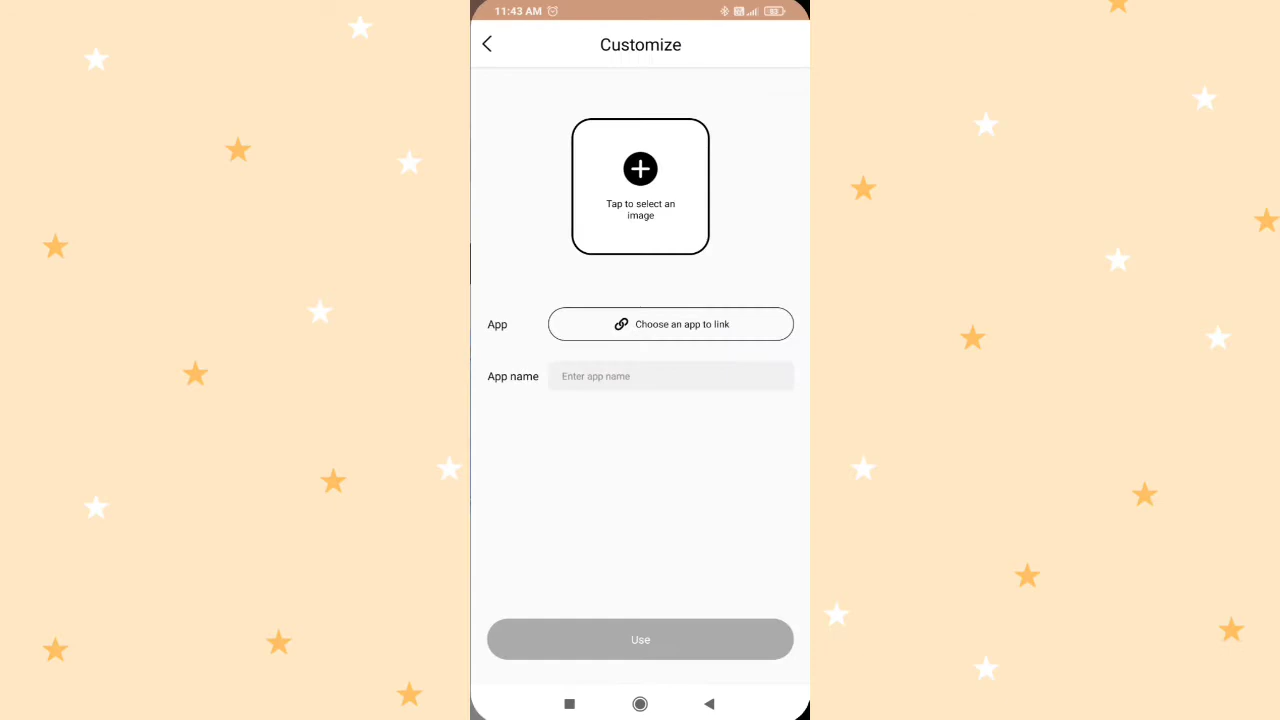 11:43 AM
Customize
Tap to select an
image
App
Choose an app to link
App name
Enter app name
Use